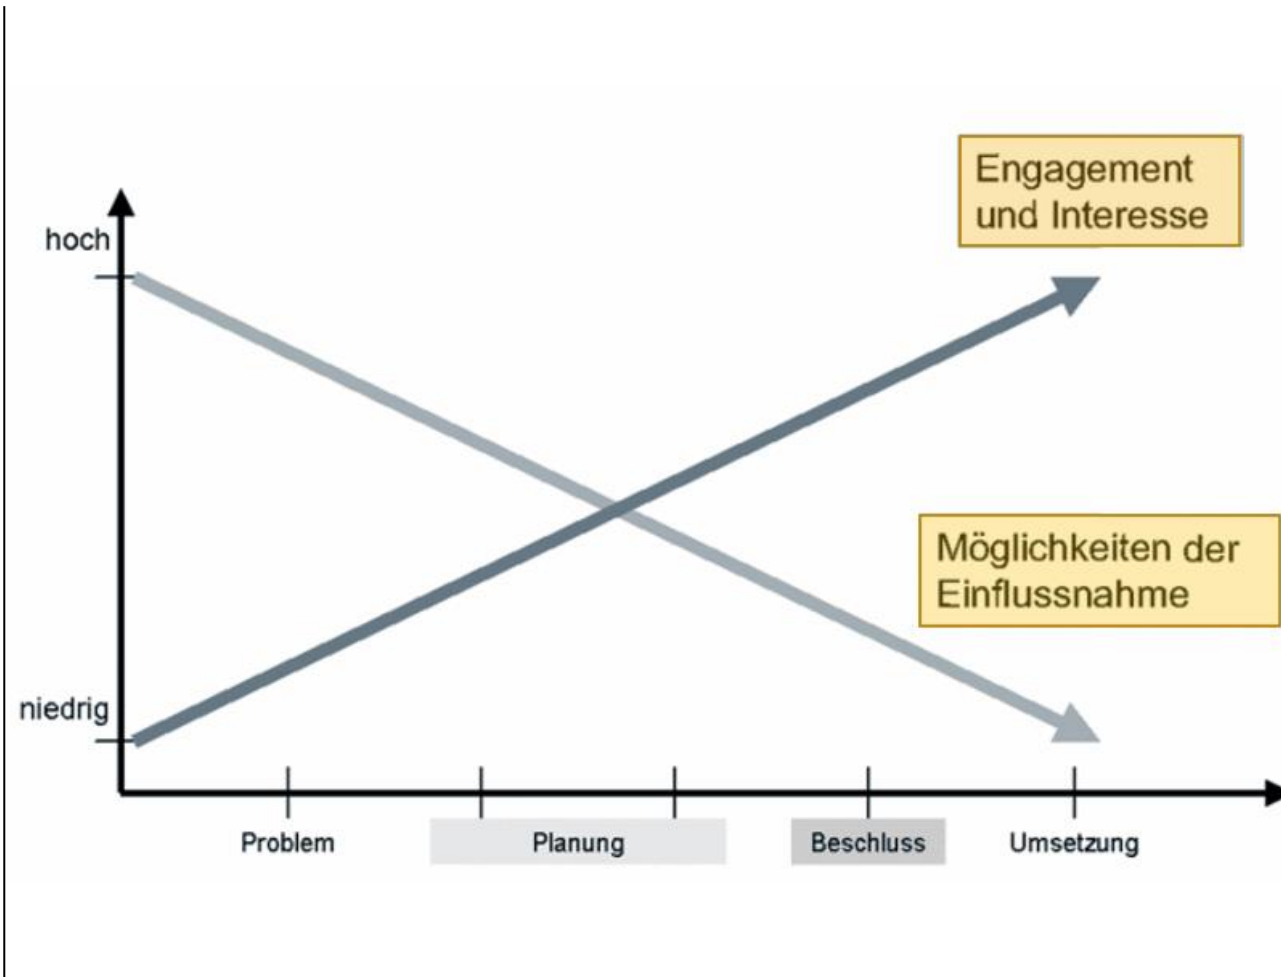 Engagement
und Interesse
hoch
Möglichkeiten der
Einflussnahme
niedrig
Problem
Planung
Beschluss
Umsetzung